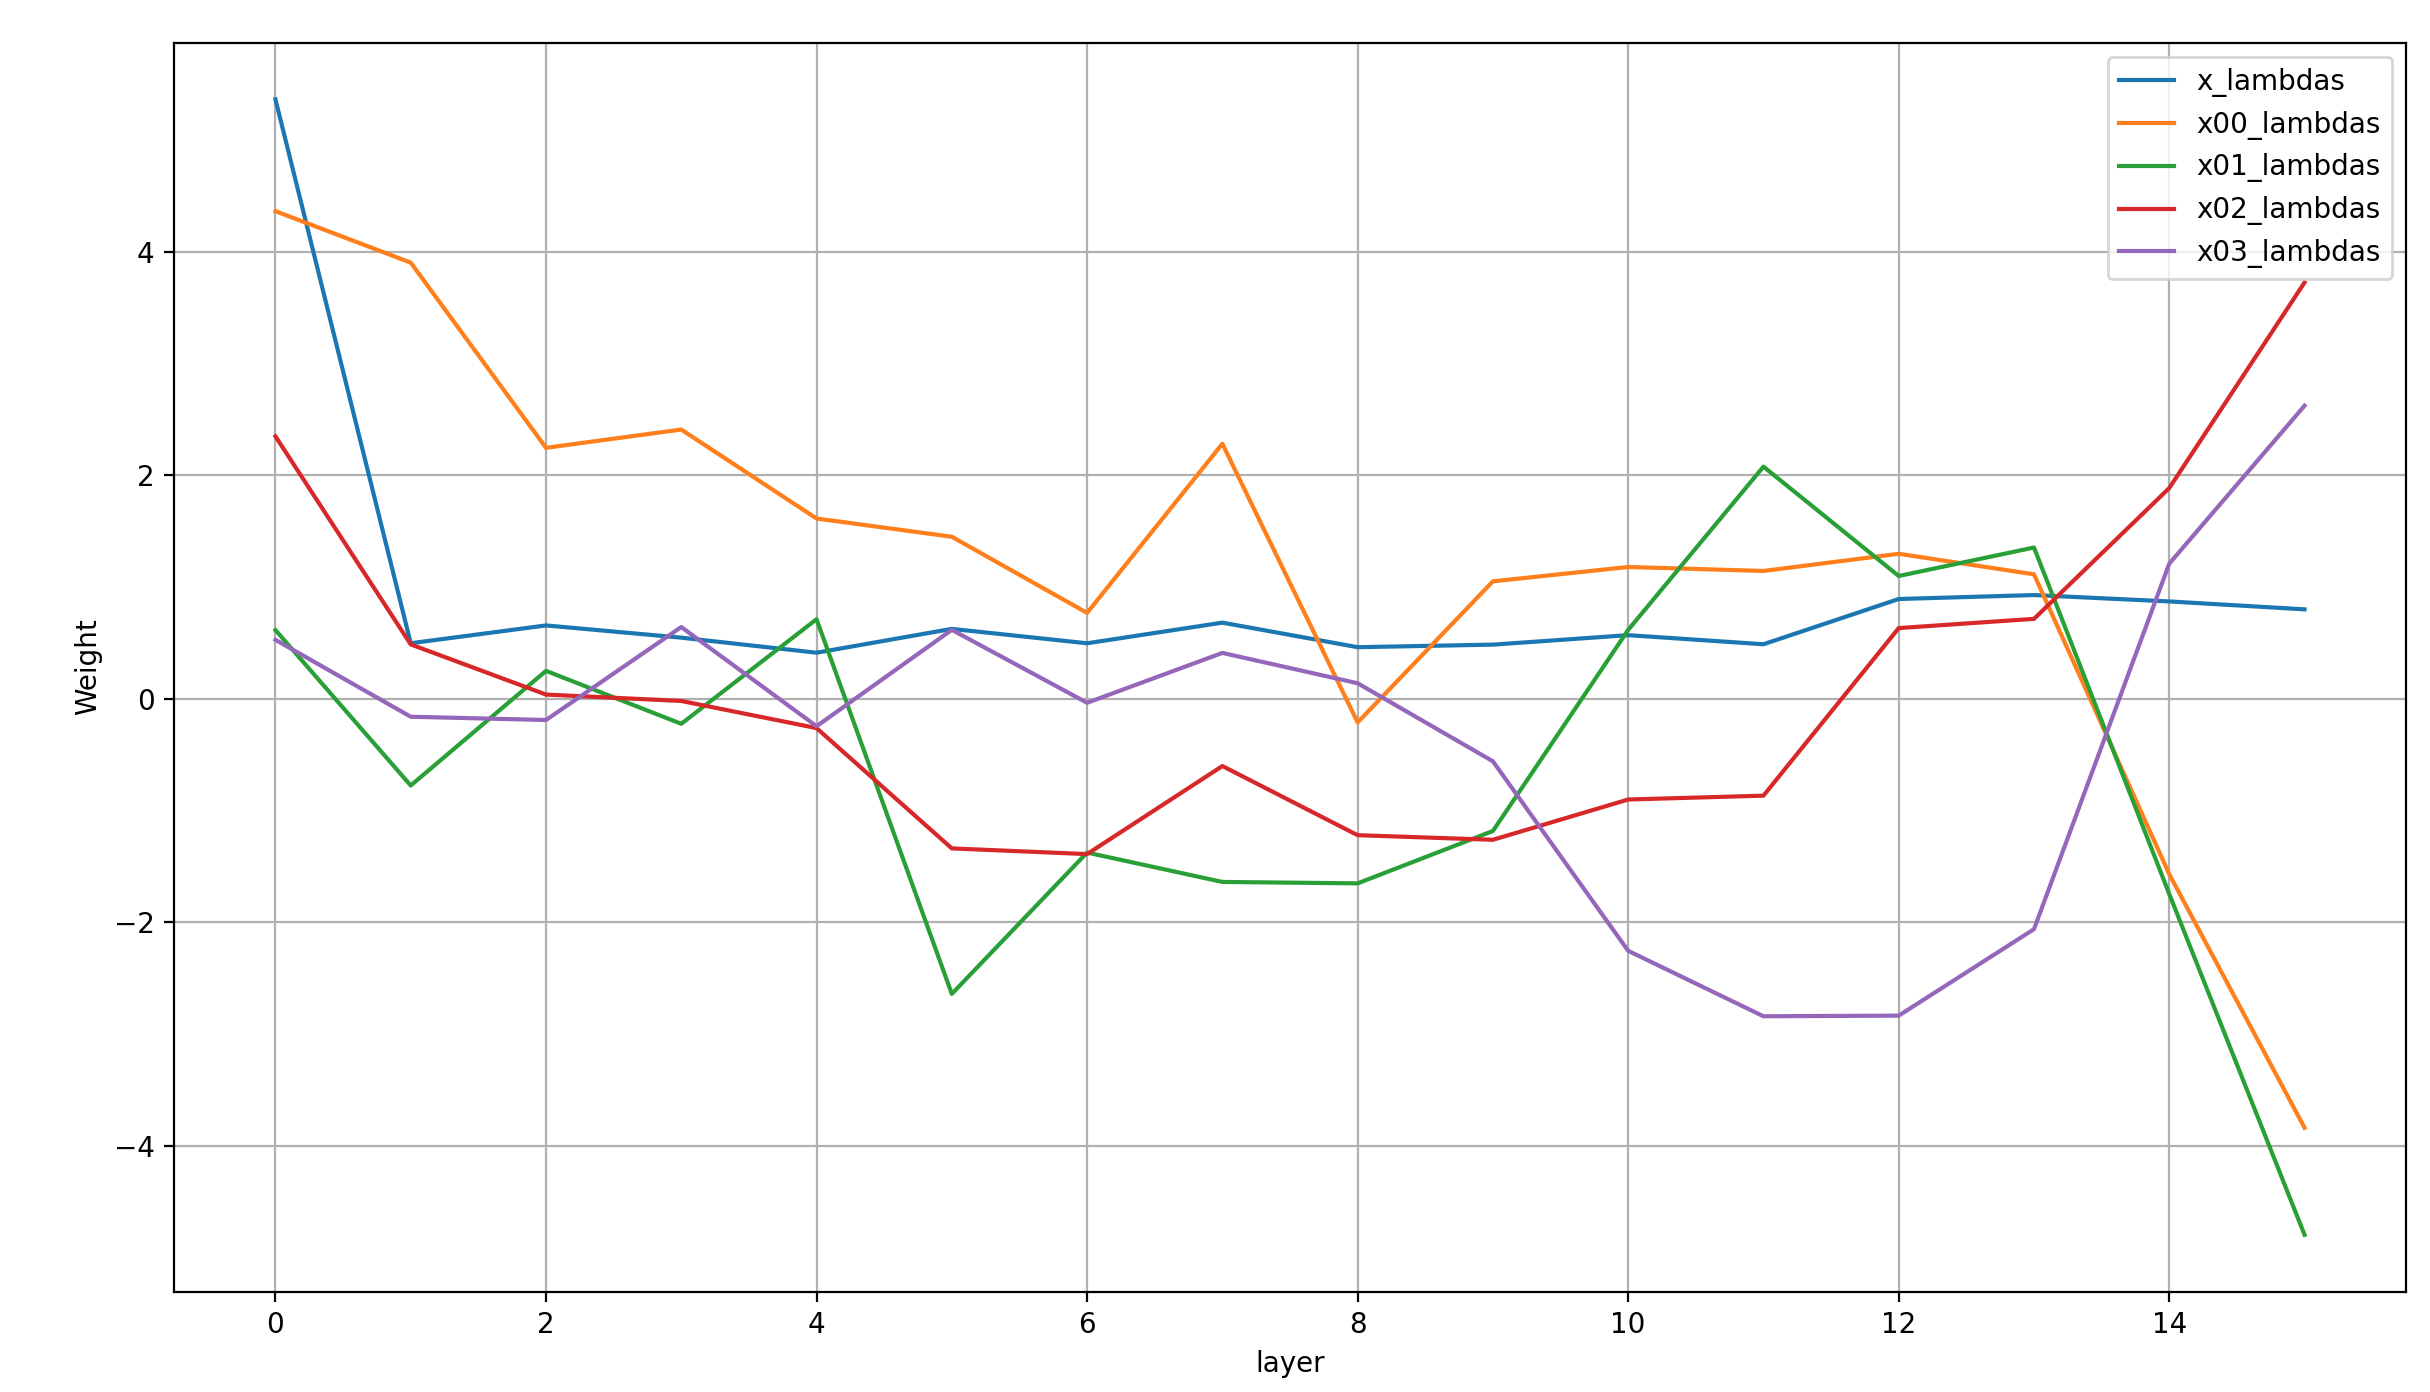 x_lambdas
x00_lambdas
x01_lambdas
x02_lambdas
x03_lambdas
Weight
4
2
0
−2
−4
0 2 4 6 8 10 12 14
layer